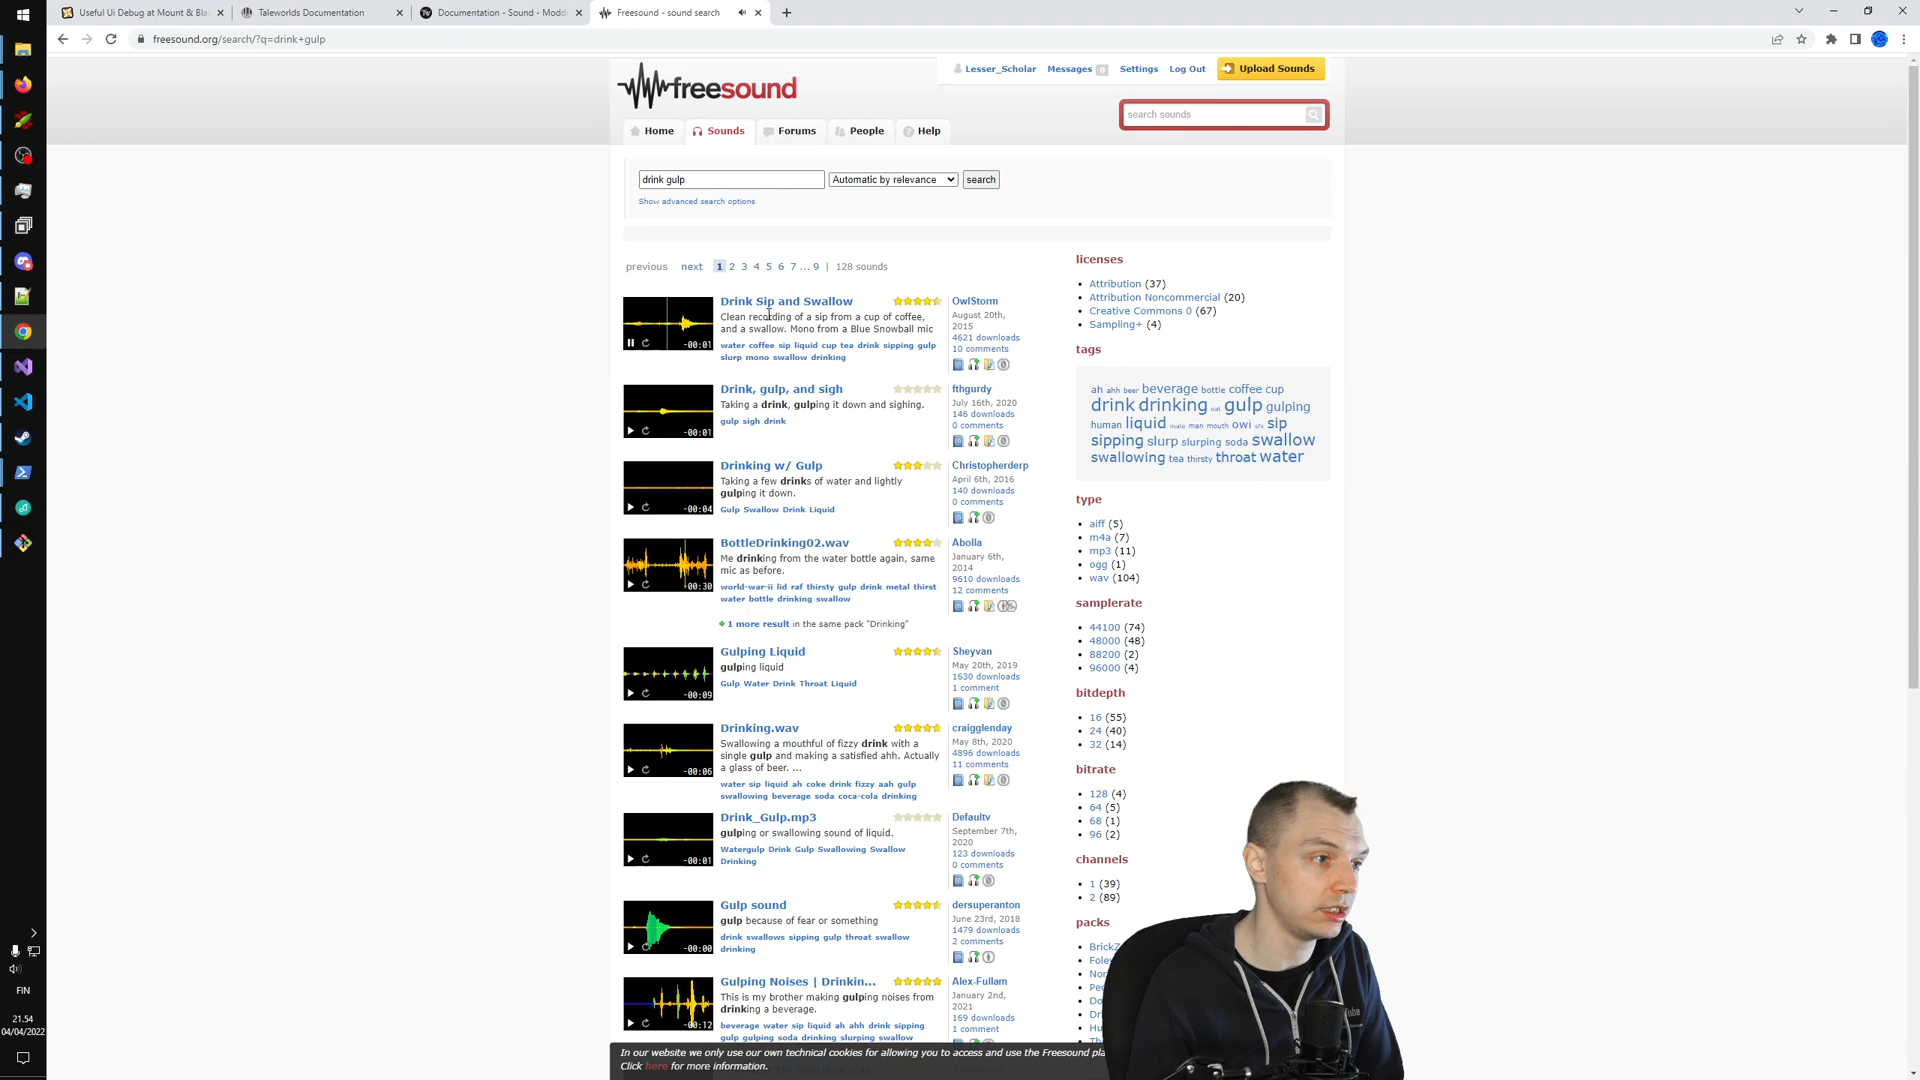 Useful Ui Debug at Mount & Bla
Taleworlds Documentation
Documentation - Sound - Modd
Freesound - sound search
freesound.org/search/?q=drink+gulp
freesound
Lesser_Scholar
Messages 0
Settings
Log Out
Upload Sounds
search sounds
Home
Sounds
Forums
People
Help
drink gulp
Automatic by relevance
search
Show advanced search options
previous next 1 2 3 4 5 6 7 ... 9 | 128 sounds
Drink Sip and Swallow
Clean recording of a sip from a cup of coffee,
and a swallow. Mono from a Blue Snowball mic
water coffee sip liquid cup tea drink sipping gulp
slurp mono swallow drinking
-00:01
OwlStorm
August 20th,
2015
4621 downloads
10 comments
Drink, gulp, and sigh
Taking a drink, gulping it down and sighing.
gulp sigh drink
-00:01
fthgurdy
July 16th, 2020
146 downloads
0 comments
Drinking w/ Gulp
Taking a few drinks of water and lightly
gulping it down.
Gulp Swallow Drink Liquid
-00:04
Christopherderp
April 6th, 2016
140 downloads
0 comments
BottleDrinking02.wav
Me drinking from the water bottle again, same
mic as before.
world-war-ii lid raf thirsty gulp drink metal thirst
water bottle drinking swallow
-00:30
1 more result in the same pack "Drinking"
Abolla
January 6th,
2014
9610 downloads
12 comments
Gulping Liquid
gulping liquid
Gulp Water Drink Throat Liquid
-00:09
Sheyvan
May 20th, 2019
1630 downloads
1 comment
Drinking.wav
Swallowing a mouthful of fizzy drink with a
single gulp and making a satisfied ahh. Actually
a glass of beer. ...
water sip liquid ah coke drink fizzy aah gulp
swallowing beverage soda coca-cola drinking
-00:06
craigglenday
May 8th, 2020
4896 downloads
11 comments
Drink_Gulp.mp3
gulping or swallowing sound of liquid.
Watergulp Drink Gulp Swallowing Swallow
Drinking
-00:01
Defaultv
September 7th,
2020
123 downloads
0 comments
Gulp sound
gulp because of fear or something
drink swallows sipping gulp throat swallow
drinking
-00:00
dersuperanton
June 23rd, 2018
1479 downloads
2 comments
Gulping Noises | Drinkin...
This is my brother making gulping noises from
drinking a beverage.
beverage water sip liquid ah ahh drink sipping
gulp gulping soda drinking slurping swallow
-00:12
Alex-Fullam
January 2nd,
2021
169 downloads
1 comment
licenses
Attribution (37)
Attribution Noncommercial (20)
Creative Commons 0 (67)
Sampling+ (4)
tags
ah ahh beer beverage bottle coffee cup
drink drinking eat gulp gulping
human liquid male man mouth owi sfx sip
sipping slurp slurping soda swallow
swallowing tea thirsty throat water
type
aiff (5)
m4a (7)
mp3 (11)
ogg (1)
wav (104)
samplerate
44100 (74)
48000 (48)
88200 (2)
96000 (4)
bitdepth
16 (55)
24 (40)
32 (14)
bitrate
128 (4)
64 (5)
68 (1)
96 (2)
channels
1 (39)
2 (89)
packs
In our website we only use our own technical cookies for allowing you to access and use the Freesound
Click here for more information.
FIN
21.54
04/04/2022